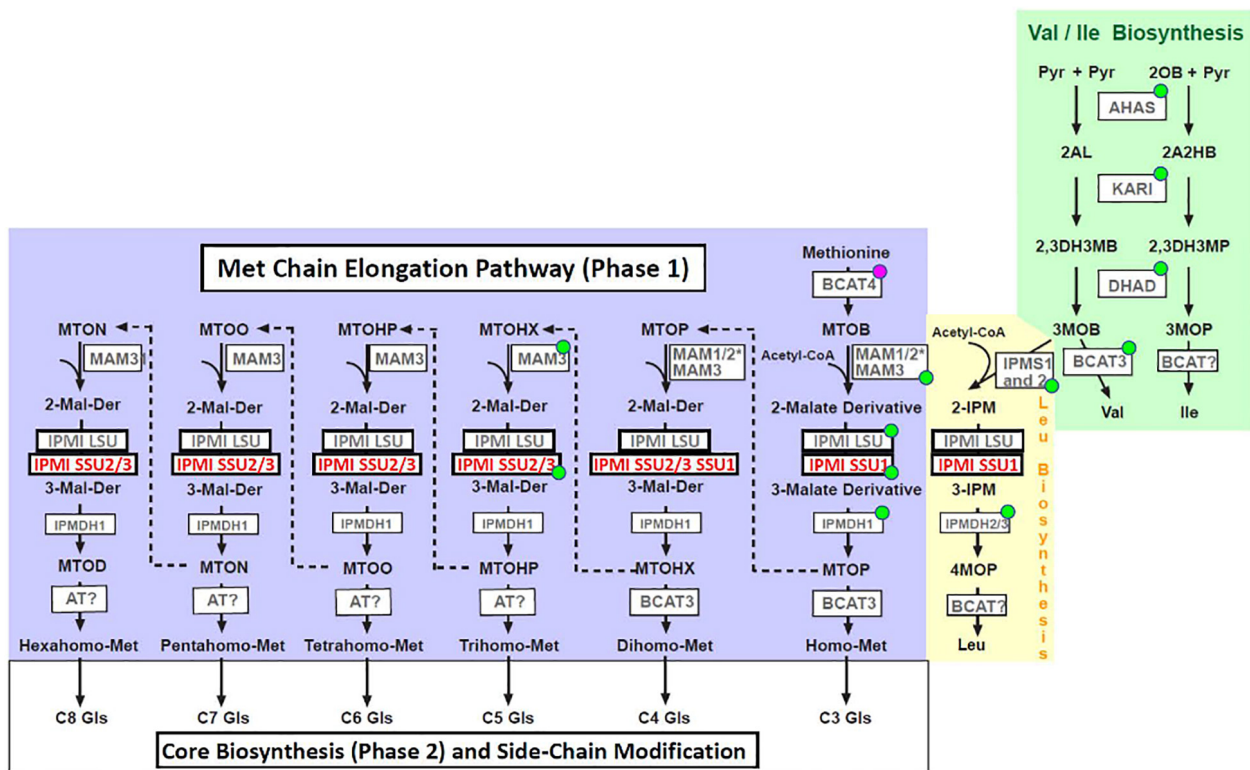 Val / Ile Biosynthesis
Pyr + Pyr 2OB + Pyr
AHAS
2AL 2A2HB
KARI
2,3DH3MB 2,3DH3MP
DHAD
3MOB 3MOP
BCAT3 BCAT?
Val Ile
Met Chain Elongation Pathway (Phase 1)
Methionine
BCAT4
MTON MTOO MTOHP MTOHX MTOP MTOB
Acetyl-CoA
Acetyl-CoA
MAM3 MAM3 MAM3 MAM3 MAM1/2* MAM1/2* IPMS1
MAM3 MAM3 and 2
2-Mal-Der 2-Mal-Der 2-Mal-Der 2-Mal-Der 2-Mal-Der 2-Malate Derivative 2-IPM
IPMI LSU IPMI LSU IPMI LSU IPMI LSU IPMI LSU IPMI LSU IPMI LSU
IPMI SSU2/3 IPMI SSU2/3 IPMI SSU2/3 IPMI SSU2/3 IPMI SSU2/3 SSU1 IPMI SSU1 IPMI SSU1
3-Mal-Der 3-Mal-Der 3-Mal-Der 3-Mal-Der 3-Mal-Der 3-Malate Derivative 3-IPM
IPMDH1 IPMDH1 IPMDH1 IPMDH1 IPMDH1 IPMDH1 IPMDH2/3
MTOD MTON MTOO MTOHP MTOHX MTOP 4MOP
AT? AT? AT? AT? BCAT3 BCAT3 BCAT?
Hexahomo-Met Pentahomo-Met Tetrahomo-Met Trihomo-Met Dihomo-Met Homo-Met Leu
Leu Biosynthesis
C8 Gls C7 Gls C6 Gls C5 Gls C4 Gls C3 Gls
Core Biosynthesis (Phase 2) and Side-Chain Modification